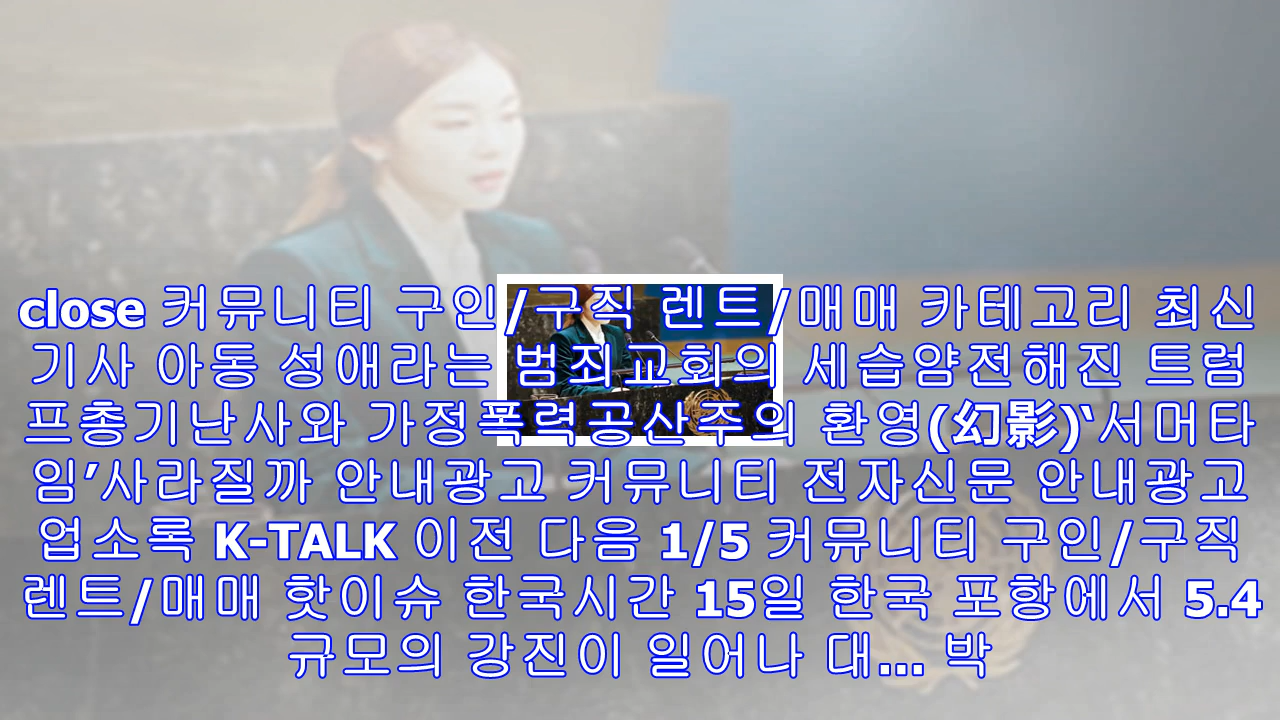 close 커뮤니티 구인/구직 렌트/매매 카테고리 최신
기사 아동 성애라는 범죄교회의 세습얌전해진 트럼
프총기난사와 가정폭력공산주의 환영(幻影)‘서머타
임’사라질까 안내광고 커뮤니티 전자신문 안내광고
업소록 K-TALK 이전 다음 1/5 커뮤니티 구인/구직
렌트/매매 핫이슈 한국시간 15일 한국 포항에서 5.4
규모의 강진이 일어나 대... 박